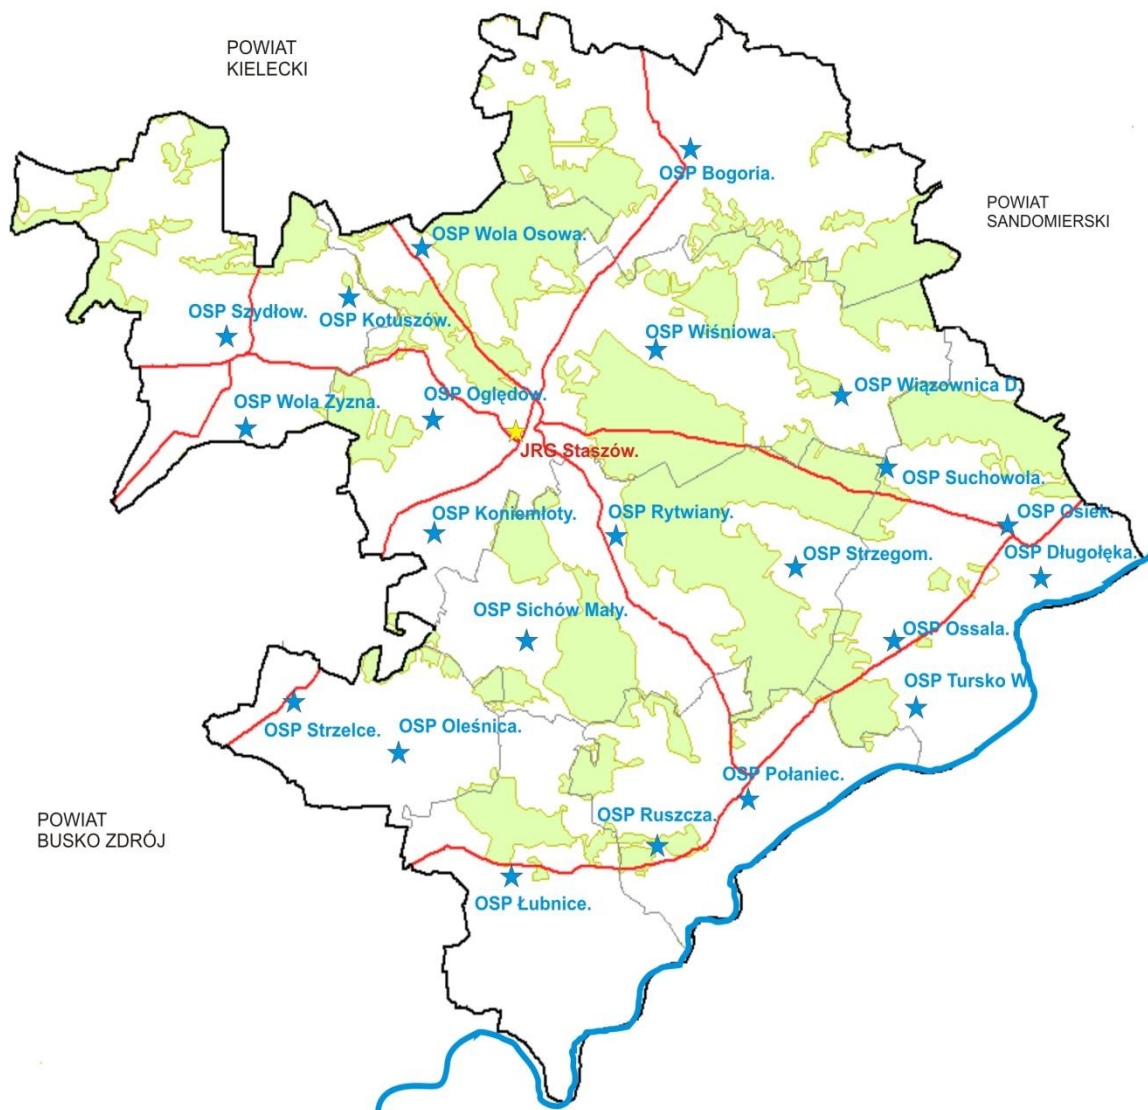 POWIAT
KIELECKI
OSP Bogoria.
POWIAT
SANDOMIERSKI
OSP Wola Osowa.
OSP Szydłow.
OSP Kotuszów.
OSP Wiśniowa.
OSP Wola Żyzna.
OSP Oględów.
OSP Wiązownica D.
JRG Staszów.
OSP Suchowola.
OSP Koniemłoty.
OSP Rytwiany.
OSP Osiek.
OSP Strzegom.
OSP Długołęka.
OSP Sichów Mały.
OSP Ossala.
OSP Tursko W.
OSP Strzelce.
OSP Oleśnica.
OSP Połaniec.
OSP Ruszcza.
POWIAT
BUSKO ZDRÓJ
OSP Łubnice.